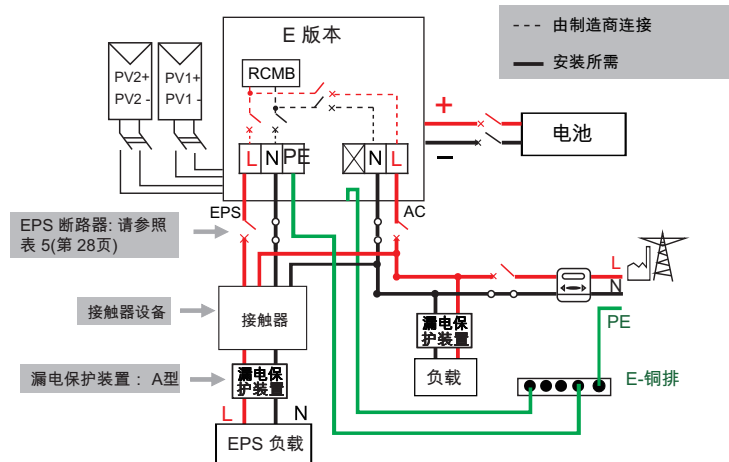 E 版本
--- 由制造商连接
安装所需
PV2+
PV2 -
PV1+
PV1 -
RCMB
+
−
电池
L N PE
N L
EPS
AC
EPS 断路器: 请参照
表 5(第 28页)
接触器设备
接触器
漏电保护装置： A型
漏电保
护装置
漏电保
护装置
负载
L
N
PE
E-铜排
L N
EPS 负载